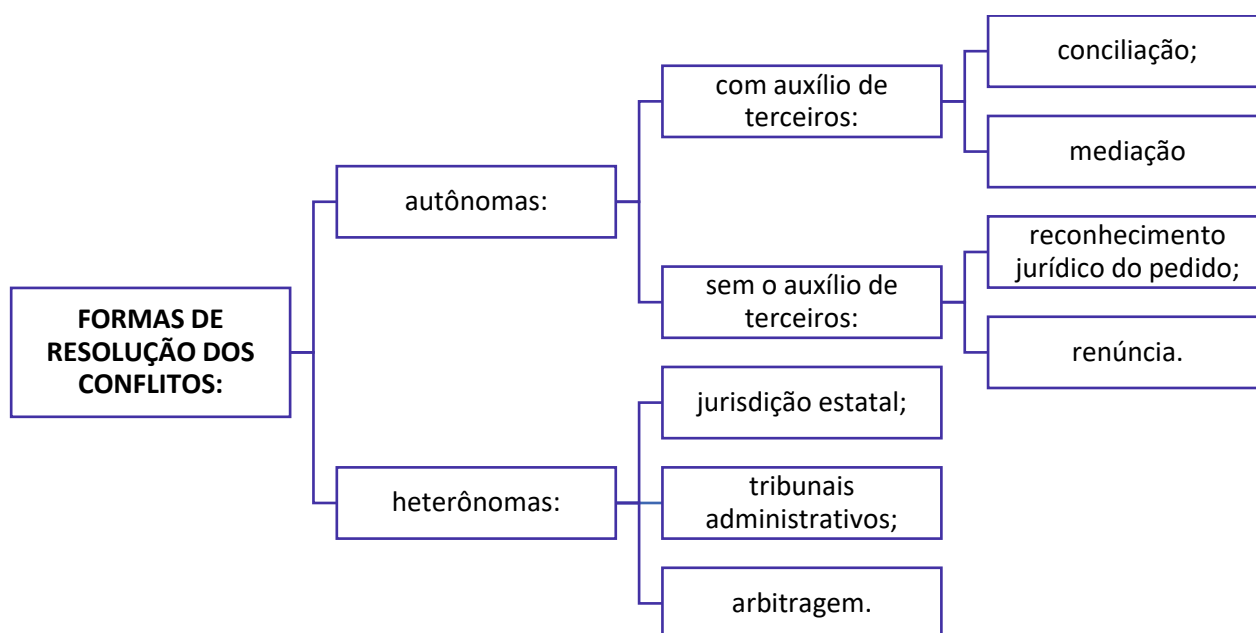 FORMAS DE
RESOLUÇÃO DOS
CONFLITOS:
autônomas:
com auxílio de
terceiros:
conciliação;
mediação
sem o auxílio de
terceiros:
reconhecimento
jurídico do pedido;
renúncia.
heterônomas:
jurisdição estatal;
tribunais
administrativos;
arbitragem.